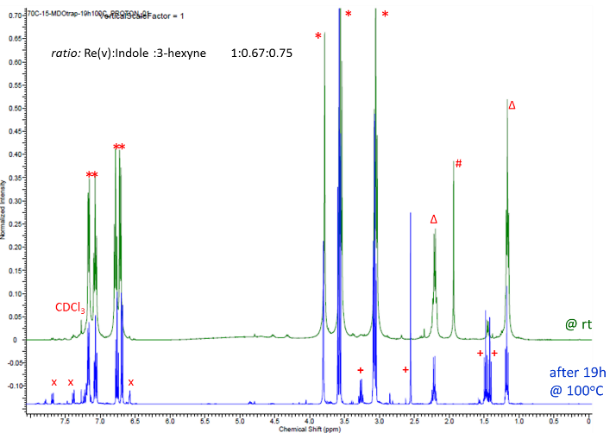 70C-15-MDOtrap-19h100C_PROTON_01
VerticalScaleFactor = 1
ratio: Re(v):Indole :3-hexyne 1:0.67:0.75
Normalized Intensity
0.70
0.65
0.60
0.55
0.50
0.45
0.40
0.35
0.30
0.25
0.20
0.15
0.10
0.05
0
-0.05
-0.10
* * *
** **
Δ Δ
#
CDCl3
@ rt
after 19h
@ 100°C
x x x
+ + + +
7.5 7.0 6.5 6.0 5.5 5.0 4.5 4.0 3.5 3.0 2.5 2.0 1.5 1.0 0.5
Chemical Shift (ppm)